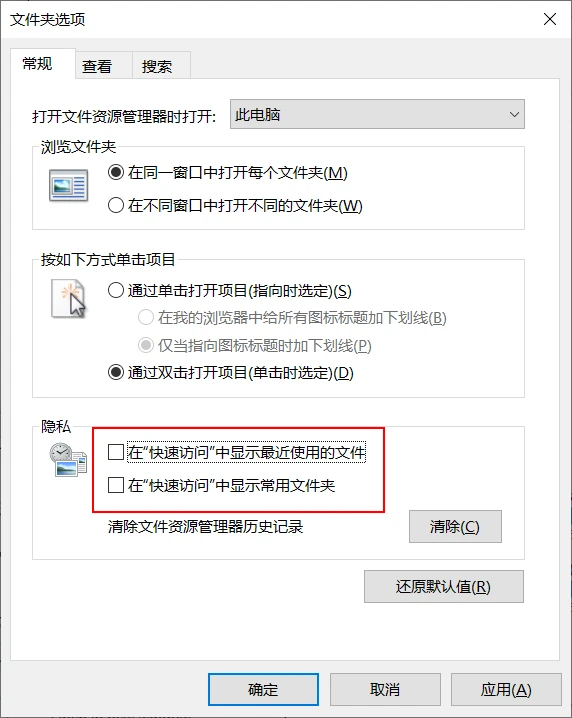 文件夹选项
常规 查看 搜索
打开文件资源管理器时打开: 此电脑
浏览文件夹
在同一窗口中打开每个文件夹(M)
在不同窗口中打开不同的文件夹(W)
按如下方式单击项目
通过单击打开项目(指向时选定)(S)
在我的浏览器中给所有图标标题加下划线(B)
仅当指向图标标题时加下划线(P)
通过双击打开项目(单击时选定)(D)
隐私
在“快速访问”中显示最近使用的文件
在“快速访问”中显示常用文件夹
清除文件资源管理器历史记录 清除(C)
还原默认值(R)
确定 取消 应用(A)